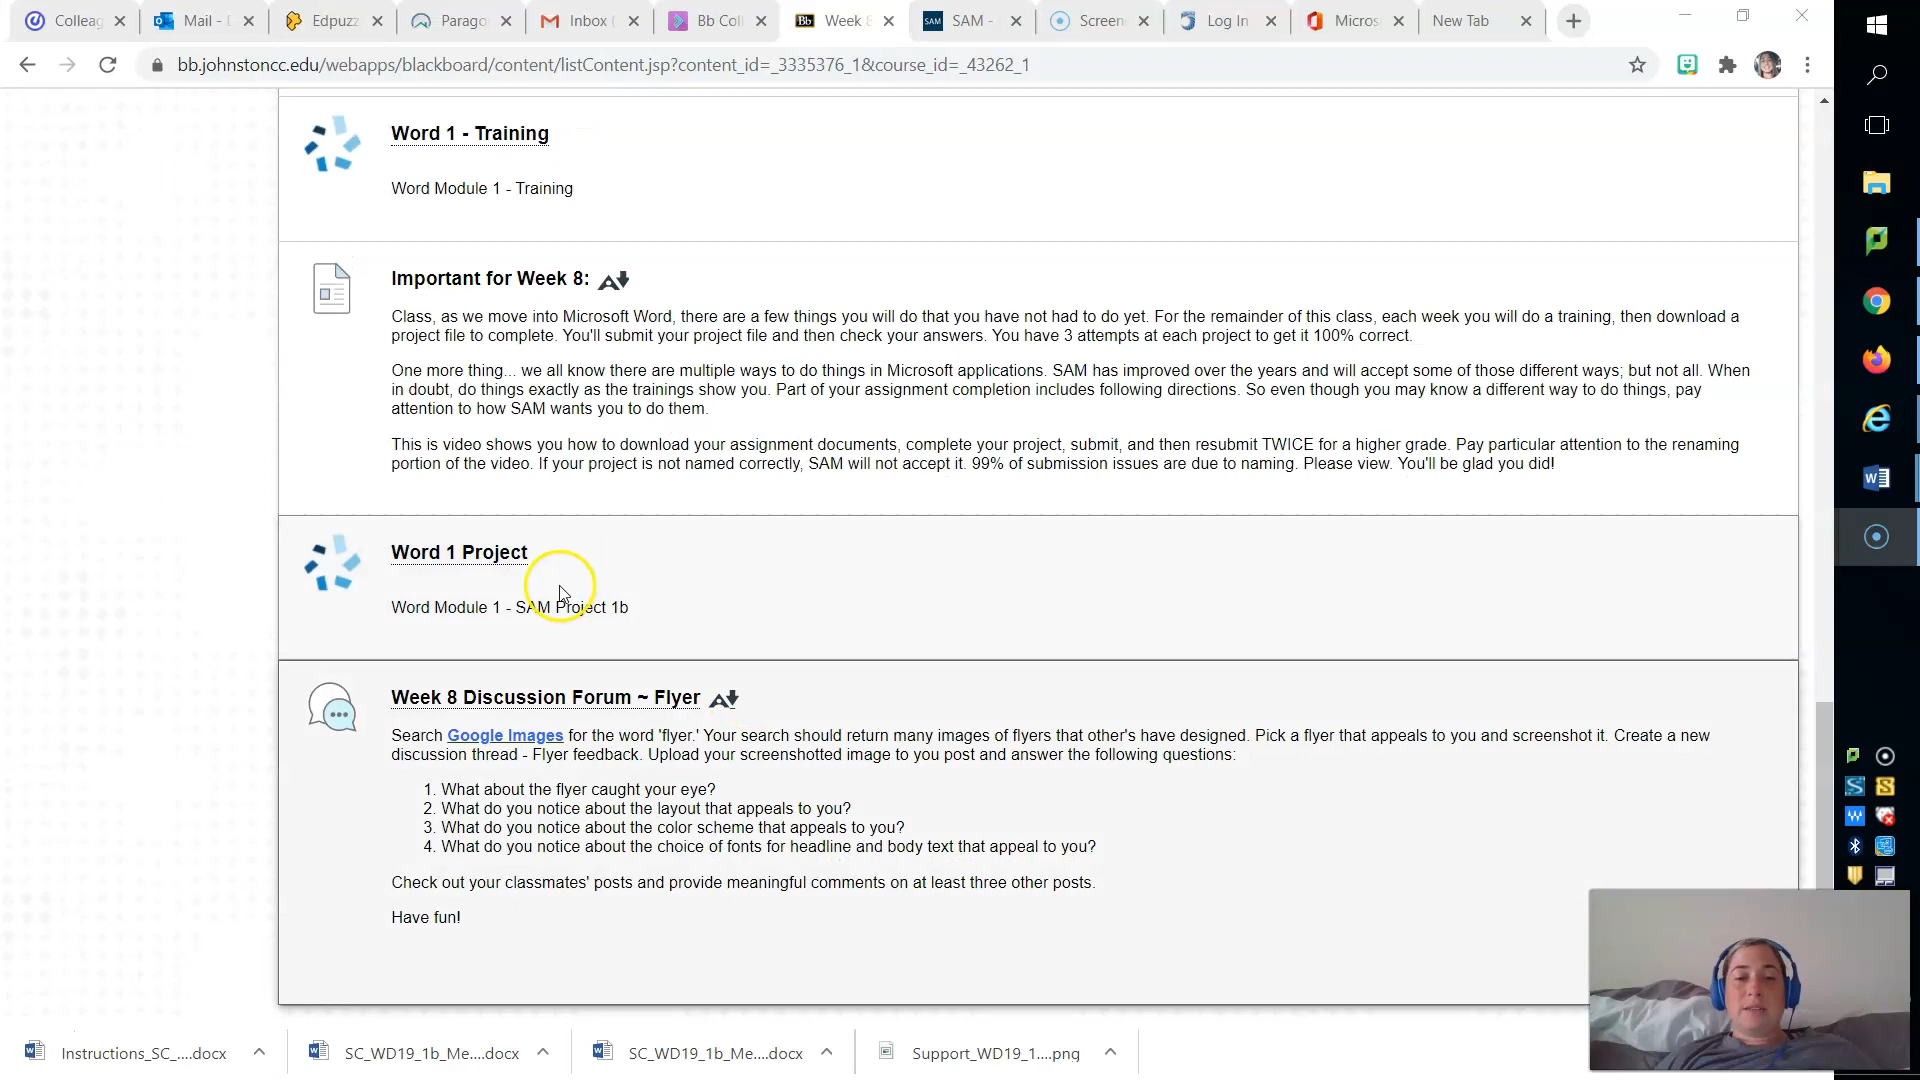 Colleag
Mail -
Edpuzz
Parago
Inbox (
Bb Coll
Bb
Week 8
SAM
SAM -
Screen
Log In
Micros
New Tab
bb.johnstoncc.edu/webapps/blackboard/content/listContent.jsp?content_id=_3335376_1&course_id=_43262_1
Word 1 - Training
Word Module 1 - Training
Important for Week 8:
Class, as we move into Microsoft Word, there are a few things you will do that you have not had to do yet. For the remainder of this class, each week you will do a training, then download a
project file to complete. You'll submit your project file and then check your answers. You have 3 attempts at each project to get it 100% correct.
One more thing... we all know there are multiple ways to do things in Microsoft applications. SAM has improved over the years and will accept some of those different ways; but not all. When
in doubt, do things exactly as the trainings show you. Part of your assignment completion includes following directions. So even though you may know a different way to do things, pay
attention to how SAM wants you to do them.
This is video shows you how to download your assignment documents, complete your project, submit, and then resubmit TWICE for a higher grade. Pay particular attention to the renaming
portion of the video. If your project is not named correctly, SAM will not accept it. 99% of submission issues are due to naming. Please view. You'll be glad you did!
Word 1 Project
Word Module 1 - SAM Project 1b
Week 8 Discussion Forum ~ Flyer
Search Google Images for the word 'flyer.' Your search should return many images of flyers that other's have designed. Pick a flyer that appeals to you and screenshot it. Create a new
discussion thread - Flyer feedback. Upload your screenshotted image to you post and answer the following questions:
1. What about the flyer caught your eye?
2. What do you notice about the layout that appeals to you?
3. What do you notice about the color scheme that appeals to you?
4. What do you notice about the choice of fonts for headline and body text that appeal to you?
Check out your classmates' posts and provide meaningful comments on at least three other posts.
Have fun!
Instructions_SC_....docx
SC_WD19_1b_Me....docx
SC_WD19_1b_Me....docx
Support_WD19_1....png